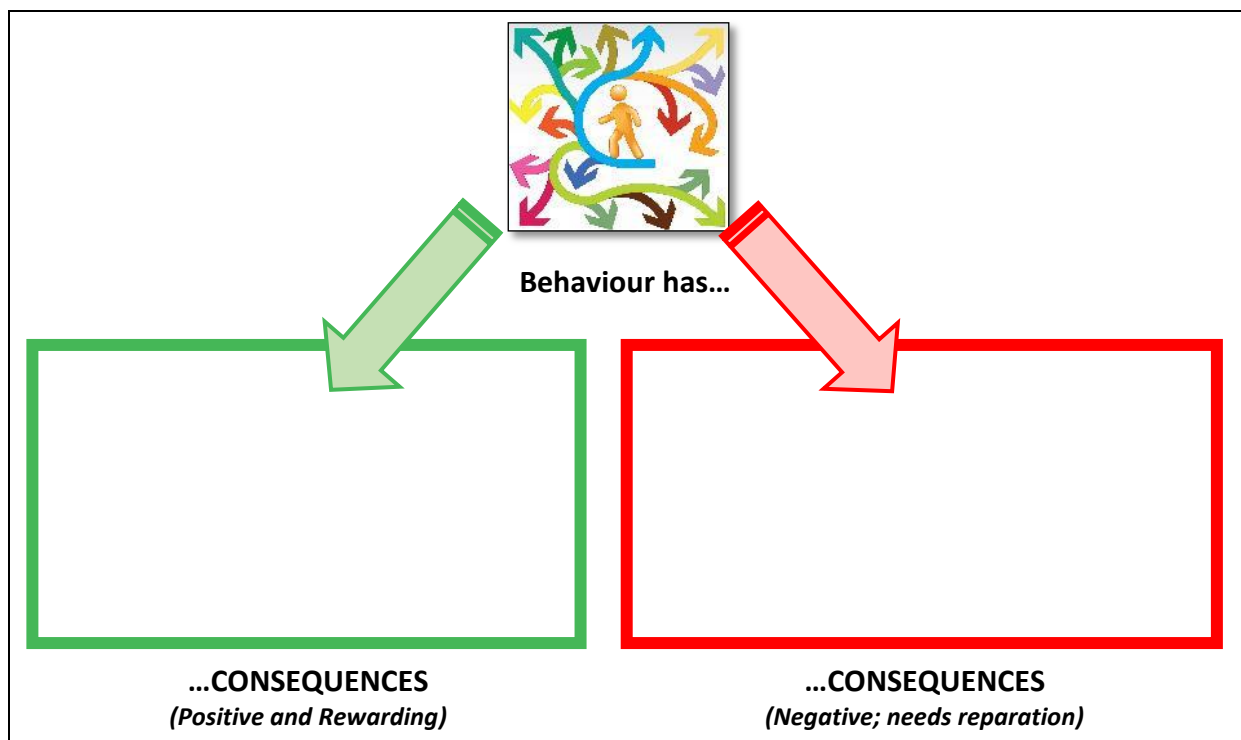 Behaviour has…
…CONSEQUENCES
(Positive and Rewarding)
…CONSEQUENCES
(Negative; needs reparation)